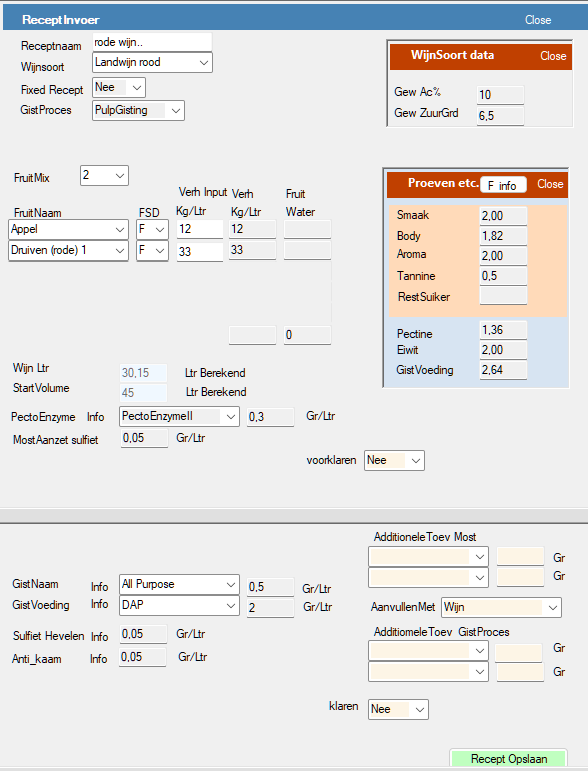 ReceptInvoer Close
Receptnaam rode wijn..
Wijnsoort Landwijn rood
Fixed Recept Nee
GistProces PulpGisting
WijnSoort data Close
Gew Ac% 10
Gew ZuurGrd 6,5
FruitMix 2
Verh Input Verh Fruit
FruitNaam FSD Kg/Ltr Kg/Ltr Water
Appel F 12 12
Druiven (rode) 1 F 33 33
0
Proeven etc. F info Close
Smaak 2,00
Body 1,82
Aroma 2,00
Tannine 0,5
RestSuiker
Pectine 1,36
Eiwit 2,00
GistVoeding 2,64
Wijn Ltr 30,15 Ltr Berekend
StartVolume 45 Ltr Berekend
PectoEnzyme Info PectoEnzymeII 0,3 Gr/Ltr
MostAanzet sulfiet 0,05 Gr/Ltr
voorklaren Nee
AdditioneleToev Most
Gr
Gr
GistNaam Info All Purpose 0,5 Gr/Ltr
GistVoeding Info DAP 2 Gr/Ltr
AanvullenMet Wijn
Sulfiet Hevelen Info 0,05 Gr/Ltr
Anti_kaam Info 0,05 Gr/Ltr
AdditiomeleToev GistProces
Gr
Gr
klaren Nee
Recept Opslaan